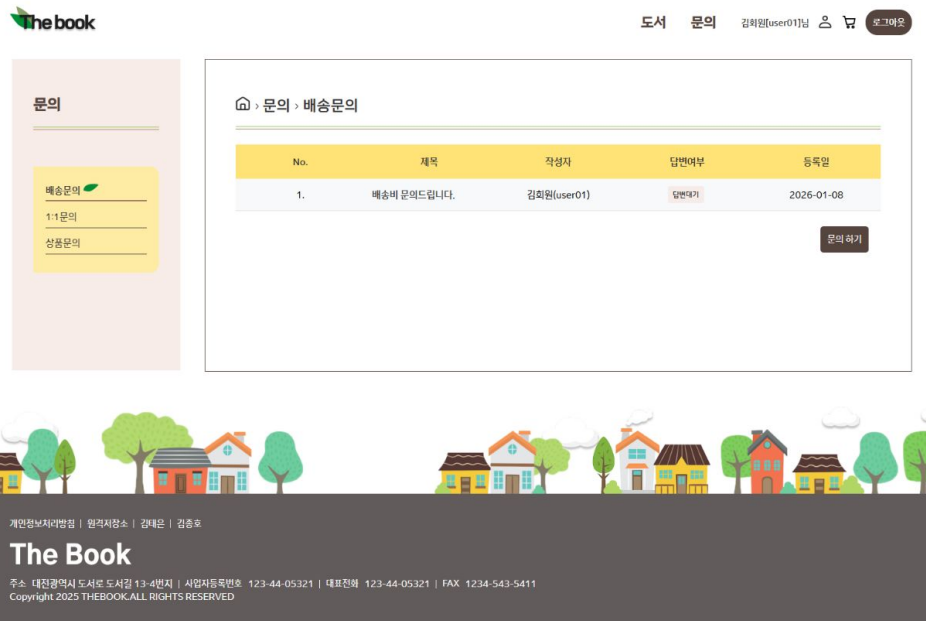 The book
도서 문의 김회원[user01]님 로그아웃
문의
배송문의
1:1문의
상품문의
› 문의 › 배송문의
No. 제목 작성자 답변여부 등록일
1. 배송비 문의드립니다. 김회원(user01) 답변대기 2026-01-08
문의 하기
개인정보처리방침 | 원격저장소 | 김태은 | 김종호
The Book
주소 대전광역시 도서로 도서길 13-4번지 | 사업자등록번호 123-44-05321 | 대표전화 123-44-05321 | FAX 1234-543-5411
Copyright 2025 THEBOOK.ALL RIGHTS RESERVED